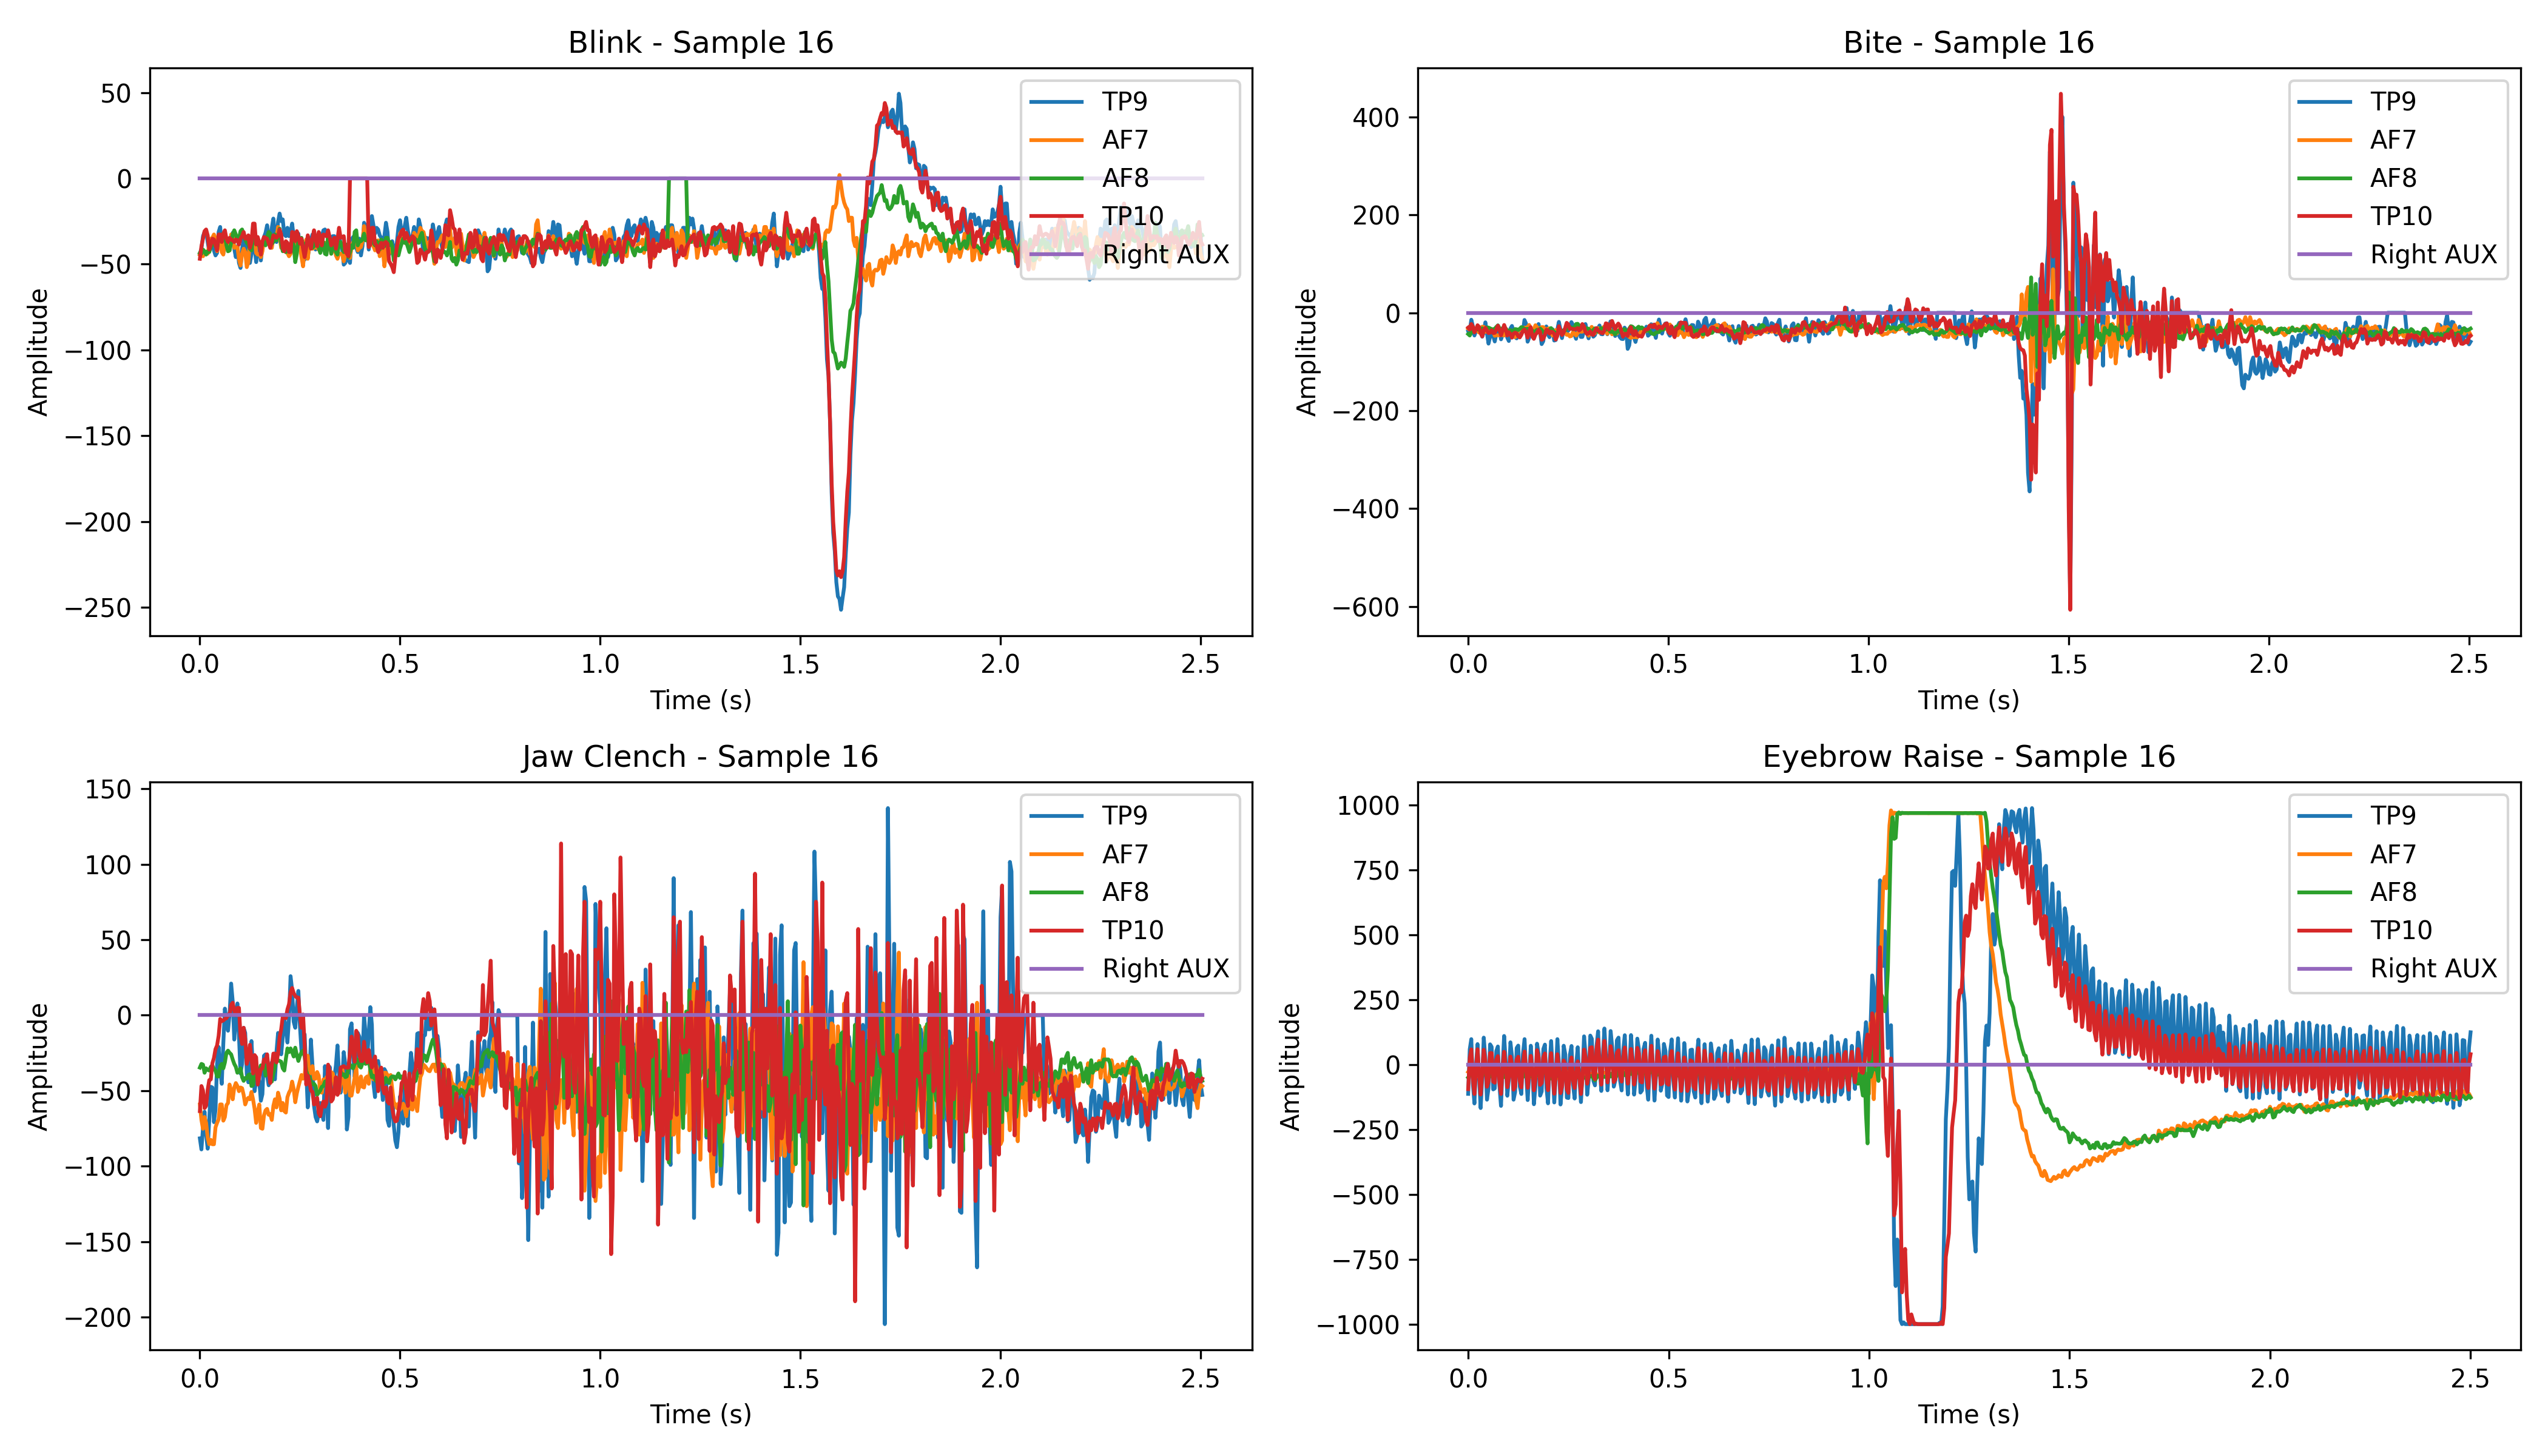 Blink - Sample 16
50
0
−50
−100
−150
−200
−250
Amplitude
0.0 0.5 1.0 1.5 2.0 2.5
Time (s)
TP9
AF7
AF8
TP10
Right AUX
Bite - Sample 16
400
200
0
−200
−400
−600
Amplitude
0.0 0.5 1.0 1.5 2.0 2.5
Time (s)
TP9
AF7
AF8
TP10
Right AUX
Jaw Clench - Sample 16
150
100
50
0
−50
−100
−150
−200
Amplitude
0.0 0.5 1.0 1.5 2.0 2.5
Time (s)
TP9
AF7
AF8
TP10
Right AUX
Eyebrow Raise - Sample 16
1000
750
500
250
0
−250
−500
−750
−1000
Amplitude
0.0 0.5 1.0 1.5 2.0 2.5
Time (s)
TP9
AF7
AF8
TP10
Right AUX